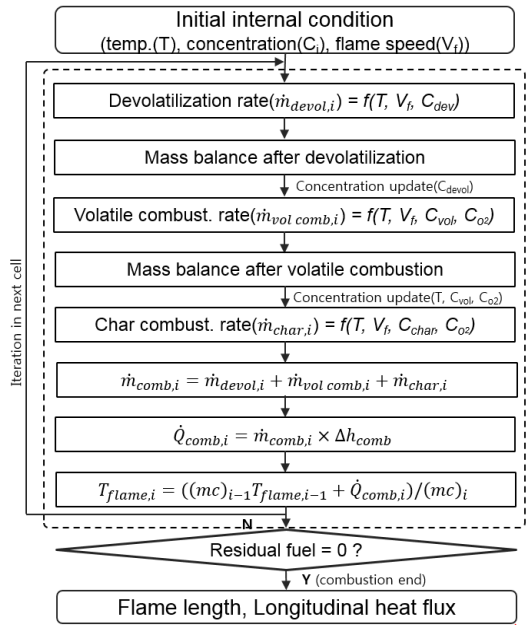 Initial internal condition
(temp.(T), concentration(Cᵢ), flame speed(V_f))
Devolatilization rate(ṁ_devol,i) = f(T, V_f, C_dev)
Mass balance after devolatilization
Concentration update(C_devol)
Volatile combust. rate(ṁ_vol comb,i) = f(T, V_f, C_vol, C_o2)
Mass balance after volatile combustion
Concentration update(T, C_vol, C_o2)
Char combust. rate(ṁ_char,i) = f(T, V_f, C_char, C_o2)
ṁ_comb,i = ṁ_devol,i + ṁ_vol comb,i + ṁ_char,i
Q̇_comb,i = ṁ_comb,i × Δh_comb
T_flame,i = ((mc)_i−1 T_flame,i−1 + Q̇_comb,i)/(mc)_i
Iteration in next cell
N
Residual fuel = 0 ?
Y (combustion end)
Flame length, Longitudinal heat flux